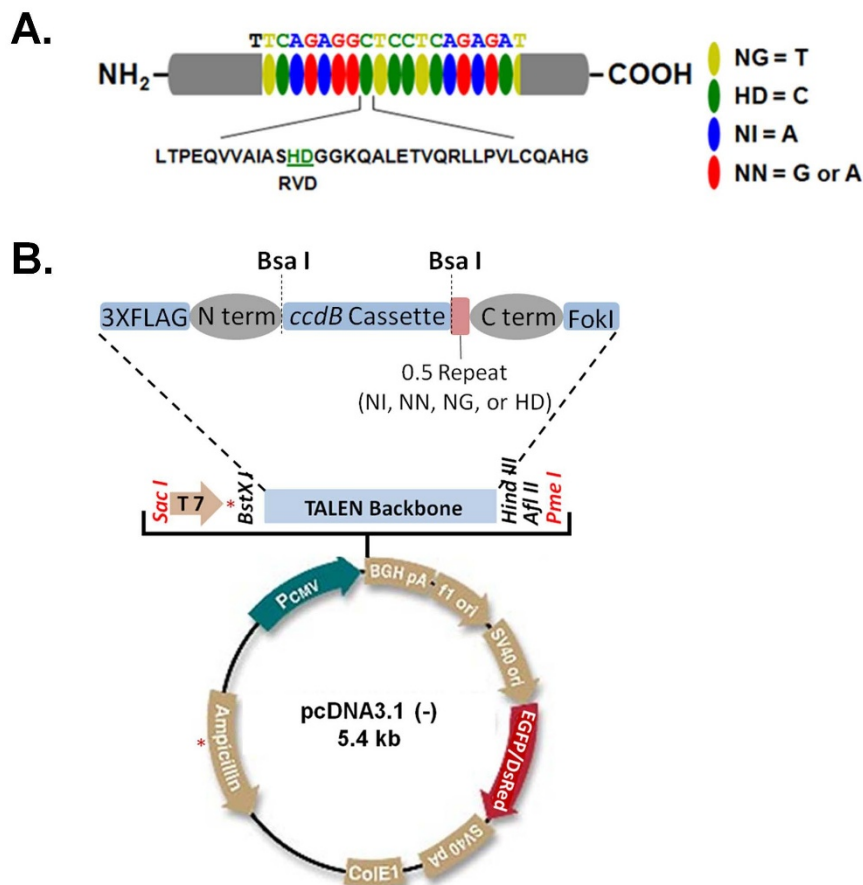 A.
TTCAGAGGCTCCTCAGAGAT
NH2
COOH
NG = T
HD = C
NI = A
NN = G or A
LTPEQVVAIASHDGGKQALETVQRLLPVLCQAHG
RVD
B.
Bsa I
Bsa I
3XFLAG
N term
ccdB Cassette
C term
FokI
0.5 Repeat
(NI, NN, NG, or HD)
Sac I
T 7
*
BstX I
TALEN Backbone
Hind III
Afl II
Pme I
PCMV
BGH pA
f1 ori
SV40 ori
EGFP/DsRed
SV40 pA
ColE1
Ampicillin
*
pcDNA3.1 (-)
5.4 kb